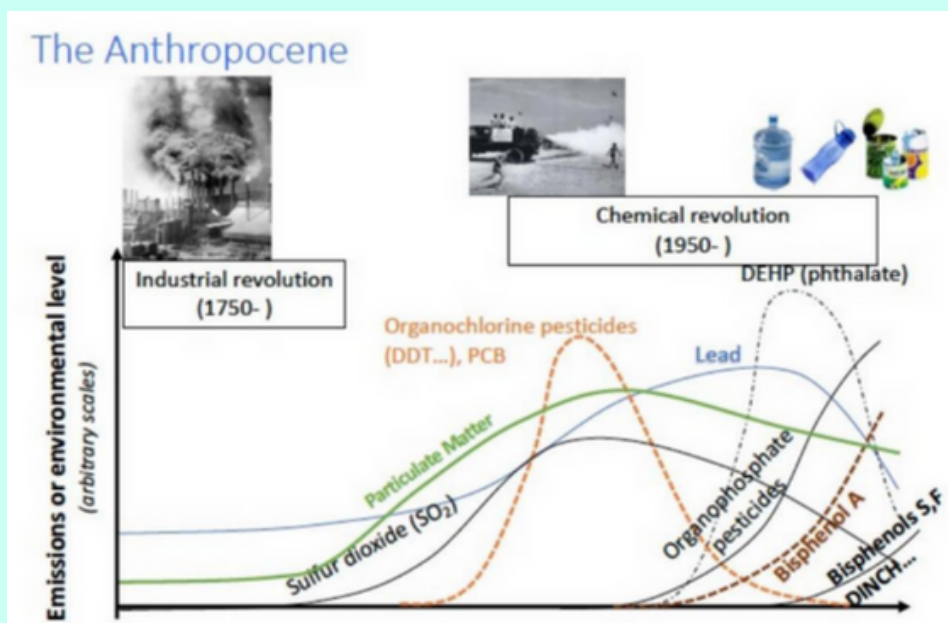 The Anthropocene
Industrial revolution
(1750- )
Chemical revolution
(1950- )
Emissions or environmental level
(arbitrary scales)
DEHP (phthalate)
Organochlorine pesticides
(DDT...), PCB
Lead
Particulate Matter
Sulfur dioxide (SO₂)
Organophosphate
pesticides
Bisphenol A
Bisphenols S,F
DINCH...